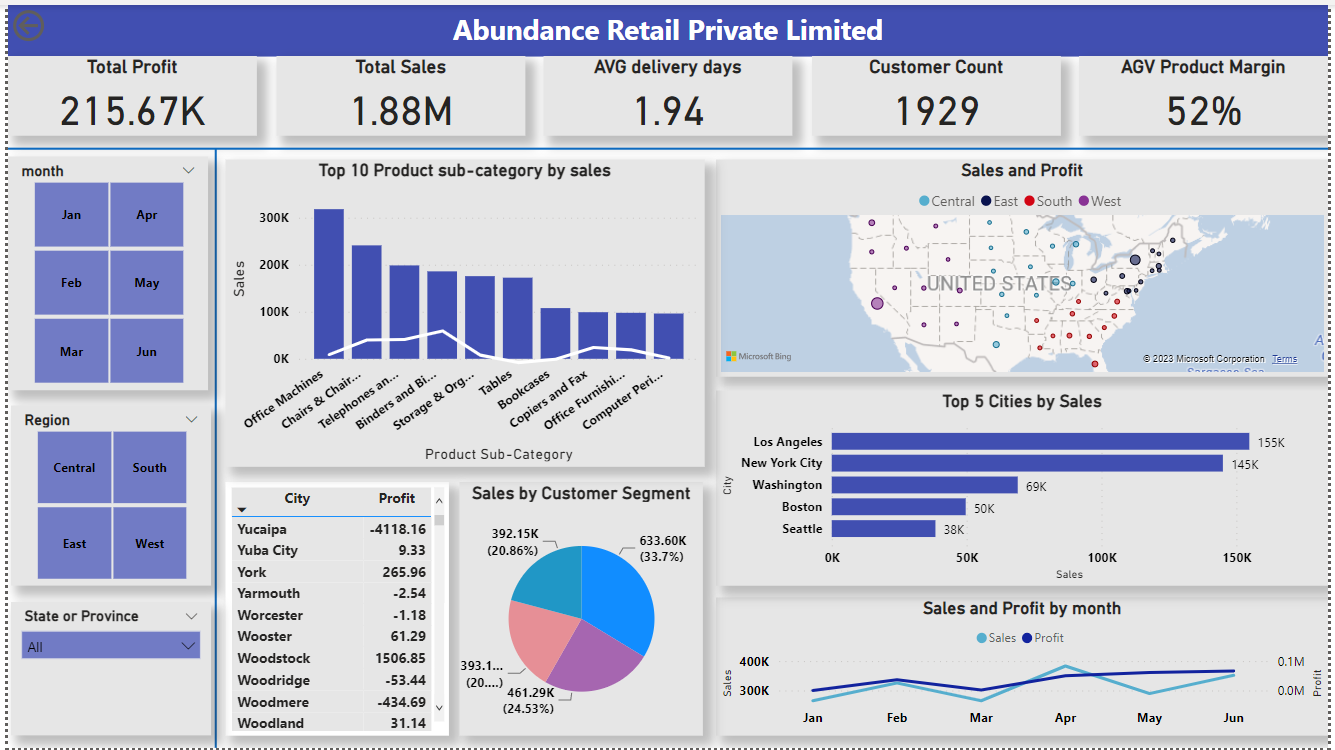 Abundance Retail Private Limited
Total Profit
215.67K
Total Sales
1.88M
AVG delivery days
1.94
Customer Count
1929
AGV Product Margin
52%
month
Jan
Apr
Feb
May
Mar
Jun
Region
Central
South
East
West
State or Province
All
Top 10 Product sub-category by sales
Sales
300K
200K
100K
0K
Office Machines
Chairs & Chair...
Telephones an...
Binders and Bi...
Storage & Org...
Tables
Bookcases
Copiers and Fax
Office Furnishi...
Computer Peri...
Product Sub-Category
City Profit
Yucaipa -4118.16
Yuba City 9.33
York 265.96
Yarmouth -2.54
Worcester -1.18
Wooster 61.29
Woodstock 1506.85
Woodridge -53.44
Woodmere -434.69
Woodland 31.14
Sales by Customer Segment
392.15K
(20.86%)
633.60K
(33.7%)
393.1...
(20....)
461.29K
(24.53%)
Sales and Profit
Central East South West
UNITED STATES
Microsoft Bing
© 2023 Microsoft Corporation Terms
Top 5 Cities by Sales
City
Los Angeles 155K
New York City 145K
Washington 69K
Boston 50K
Seattle 38K
0K 50K 100K 150K
Sales
Sales and Profit by month
Sales Profit
Sales
400K
300K
0.1M
0.0M
Profit
Jan Feb Mar Apr May Jun